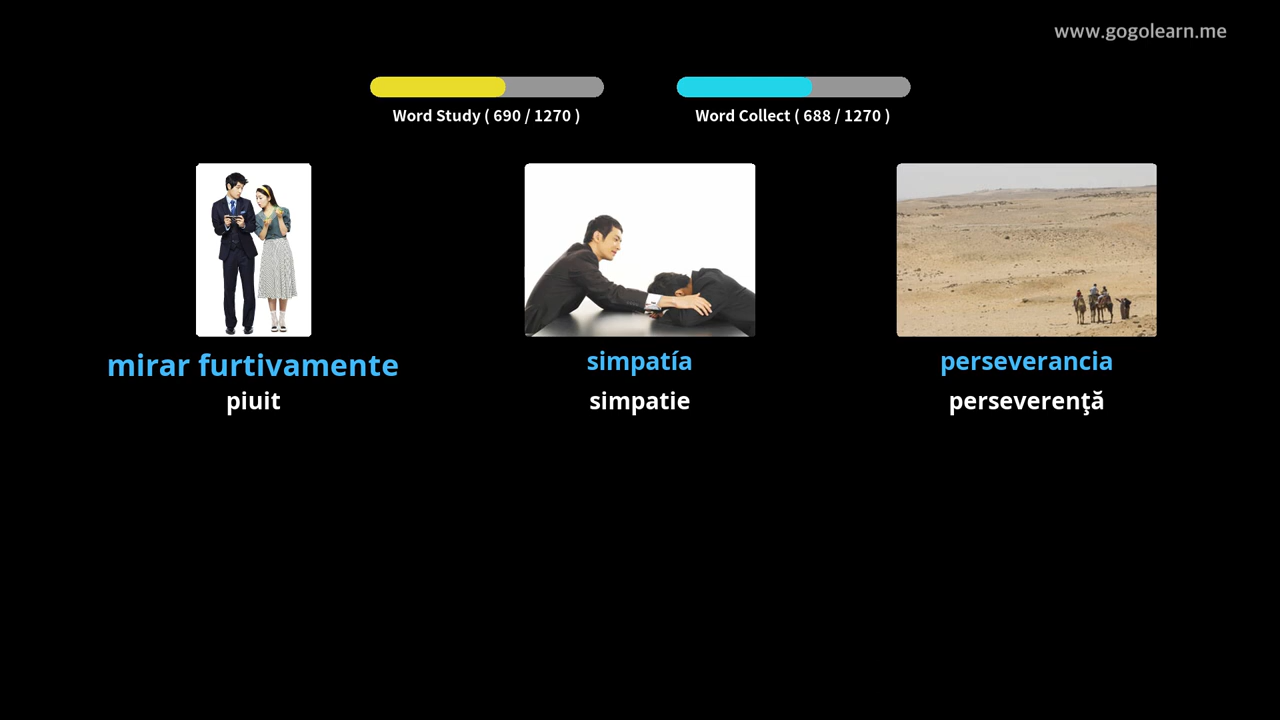 www.gogolearn.me
Word Study ( 690 / 1270 )
Word Collect ( 688 / 1270 )
mirar furtivamente
piuit
simpatía
simpatie
perseverancia
perseverenţă